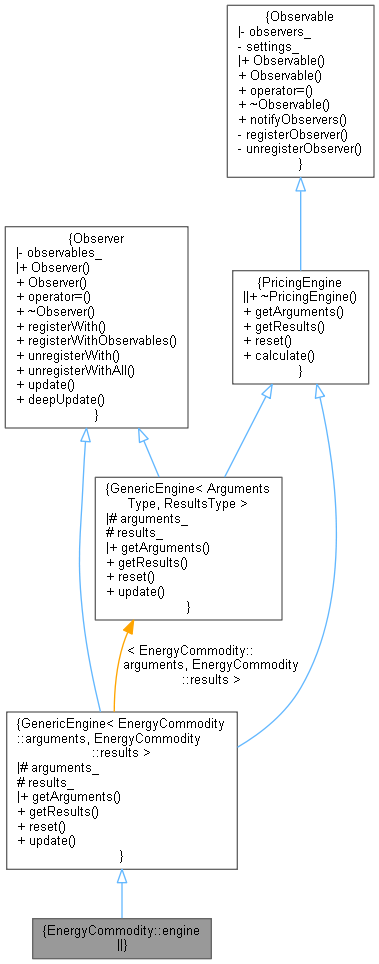 {Observable
|- observers_
- settings_
|+ Observable()
+ Observable()
+ operator=()
+ ~Observable()
+ notifyObservers()
- registerObserver()
- unregisterObserver()
}
{Observer
|- observables_
|+ Observer()
+ Observer()
+ operator=()
+ ~Observer()
+ registerWith()
+ registerWithObservables()
+ unregisterWith()
+ unregisterWithAll()
+ update()
+ deepUpdate()
}
{PricingEngine
||+ ~PricingEngine()
+ getArguments()
+ getResults()
+ reset()
+ calculate()
}
{GenericEngine< Arguments
Type, ResultsType >
|# arguments_
# results_
|+ getArguments()
+ getResults()
+ reset()
+ update()
}
< EnergyCommodity::
arguments, EnergyCommodity
::results >
{GenericEngine< EnergyCommodity
::arguments, EnergyCommodity
::results >
|# arguments_
# results_
|+ getArguments()
+ getResults()
+ reset()
+ update()
}
{EnergyCommodity::engine
||}